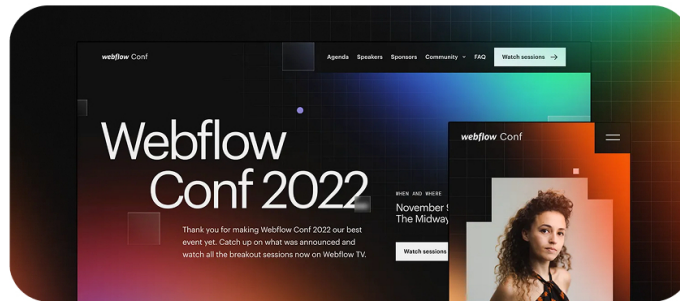 webflow Conf
Agenda Speakers Sponsors Community FAQ Watch sessions
Webflow
Conf 2022
Thank you for making Webflow Conf 2022 our best
event yet. Catch up on what was announced and
watch all the breakout sessions now on Webflow TV.
WHEN AND WHERE
November
The Midway
Watch sessions
webflow Conf